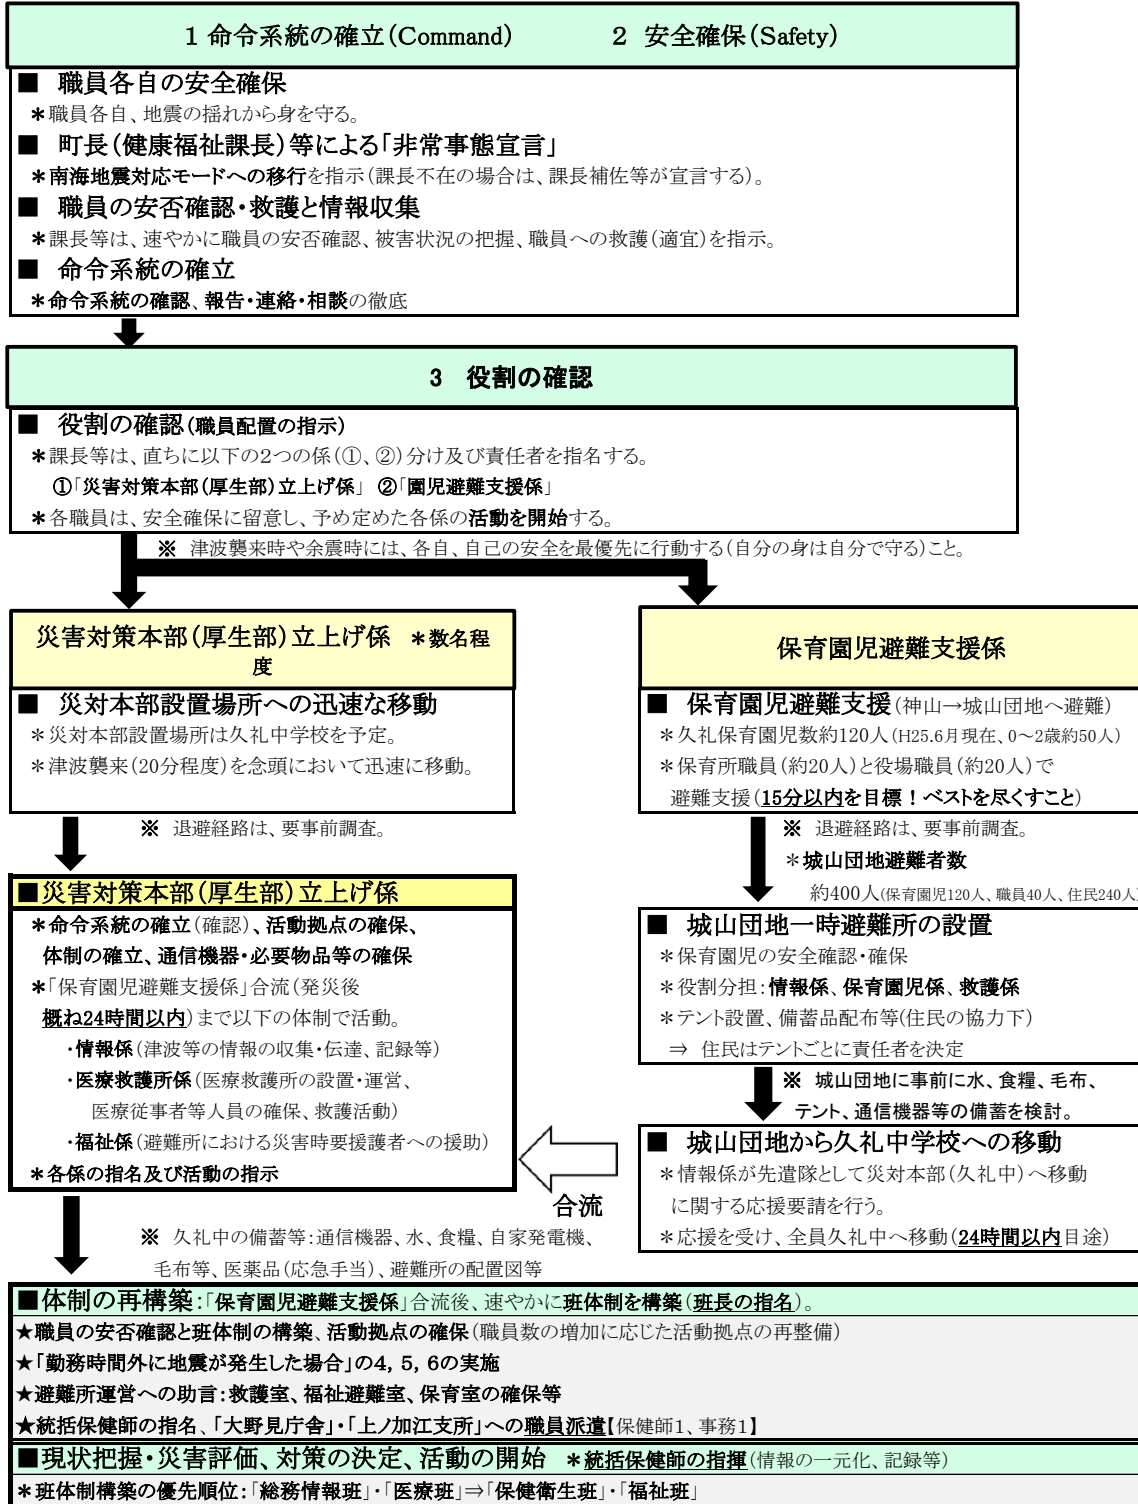 １ 命令系統の確立（Command）　　２ 安全確保（Safety）
■ 職員各自の安全確保
＊職員各自、地震の揺れから身を守る。
■ 町長（健康福祉課長）等による「非常事態宣言」
＊南海地震対応モードへの移行を指示（課長不在の場合は、課長補佐等が宣言する）。
■ 職員の安否確認・救護と情報収集
＊課長等は、速やかに職員の安否確認、被害状況の把握、職員への救護（適宜）を指示。
■ 命令系統の確立
＊命令系統の確認、報告・連絡・相談の徹底
３　役割の確認
■ 役割の確認（職員配置の指示）
＊課長等は、直ちに以下の２つの係（①、②）分け及び責任者を指名する。
①「災害対策本部（厚生部）立上げ係」 ②「園児避難支援係」
＊各職員は、安全確保に留意し、予め定めた各係の活動を開始する。
※ 津波襲来時や余震時には、各自、自己の安全を最優先に行動する（自分の身は自分で守る）こと。
災害対策本部（厚生部）立上げ係 ＊数名程
度
■ 災対本部設置場所への迅速な移動
＊災対本部設置場所は久礼中学校を予定。
＊津波襲来（20分程度）を念頭において迅速に移動。
※ 退避経路は、要事前調査。
■災害対策本部（厚生部）立上げ係
＊命令系統の確立（確認）、活動拠点の確保、
体制の確立、通信機器・必要物品等の確保
＊「保育園児避難支援係」合流（発災後
概ね24時間以内）まで以下の体制で活動。
・情報係（津波等の情報の収集・伝達、記録等）
・医療救護所係（医療救護所の設置・運営、
医療従事者等人員の確保、救護活動）
・福祉係（避難所における災害時要援護者への援助）
＊各係の指名及び活動の指示
※ 久礼中の備蓄等：通信機器、水、食糧、自家発電機、
毛布等、医薬品（応急手当）、避難所の配置図等
保育園児避難支援係
■ 保育園児避難支援（神山→城山団地へ避難）
＊久礼保育園児数約120人（H25.6月現在、0～2歳約50人）
＊保育所職員（約20人）と役場職員（約20人）で
避難支援（15分以内を目標！ベストを尽くすこと）
※ 退避経路は、要事前調査。
＊城山団地避難者数
約400人（保育園児120人、職員40人、住民240人）
■ 城山団地一時避難所の設置
＊保育園児の安全確認・確保
＊役割分担：情報係、保育園児係、救護係
＊テント設置、備蓄品配布等(住民の協力下）
⇒ 住民はテントごとに責任者を決定
※ 城山団地に事前に水、食糧、毛布、
テント、通信機器等の備蓄を検討。
■ 城山団地から久礼中学校への移動
＊情報係が先遣隊として災対本部（久礼中）へ移動
に関する応援要請を行う。
＊応援を受け、全員久礼中へ移動（24時間以内目途）
合流
■体制の再構築：「保育園児避難支援係」合流後、速やかに班体制を構築（班長の指名）。
★職員の安否確認と班体制の構築、活動拠点の確保（職員数の増加に応じた活動拠点の再整備）
★「勤務時間外に地震が発生した場合」の4，5，6の実施
★避難所運営への助言：救護室、福祉避難室、保育室の確保等
★統括保健師の指名、「大野見庁舎」・「上ノ加江支所」への職員派遣【保健師1、事務1】
■現状把握・災害評価、対策の決定、活動の開始 ＊統括保健師の指揮（情報の一元化、記録等）
＊班体制構築の優先順位：「総務情報班」・「医療班」⇒「保健衛生班」・「福祉班」